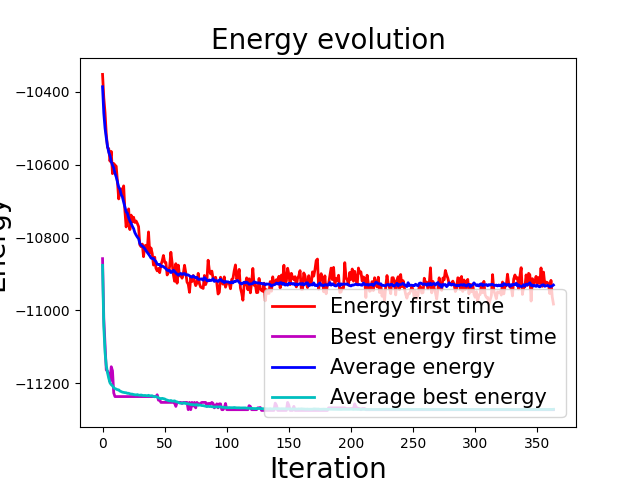 Energy evolution
Energy
−10400
−10600
−10800
−11000
−11200
0 50 100 150 200 250 300 350
Iteration
Energy first time
Best energy first time
Average energy
Average best energy